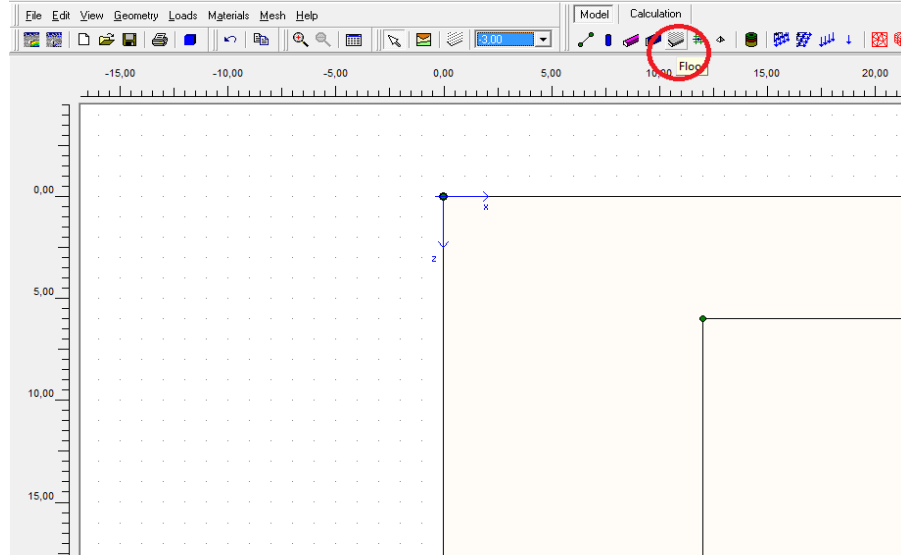 File Edit View Geometry Loads Materials Mesh Help
Model Calculation
-3.00
Floor
-15,00 -10,00 -5,00 0,00 5,00 10,00 15,00 20,00
0,00
x
z
5,00
10,00
15,00